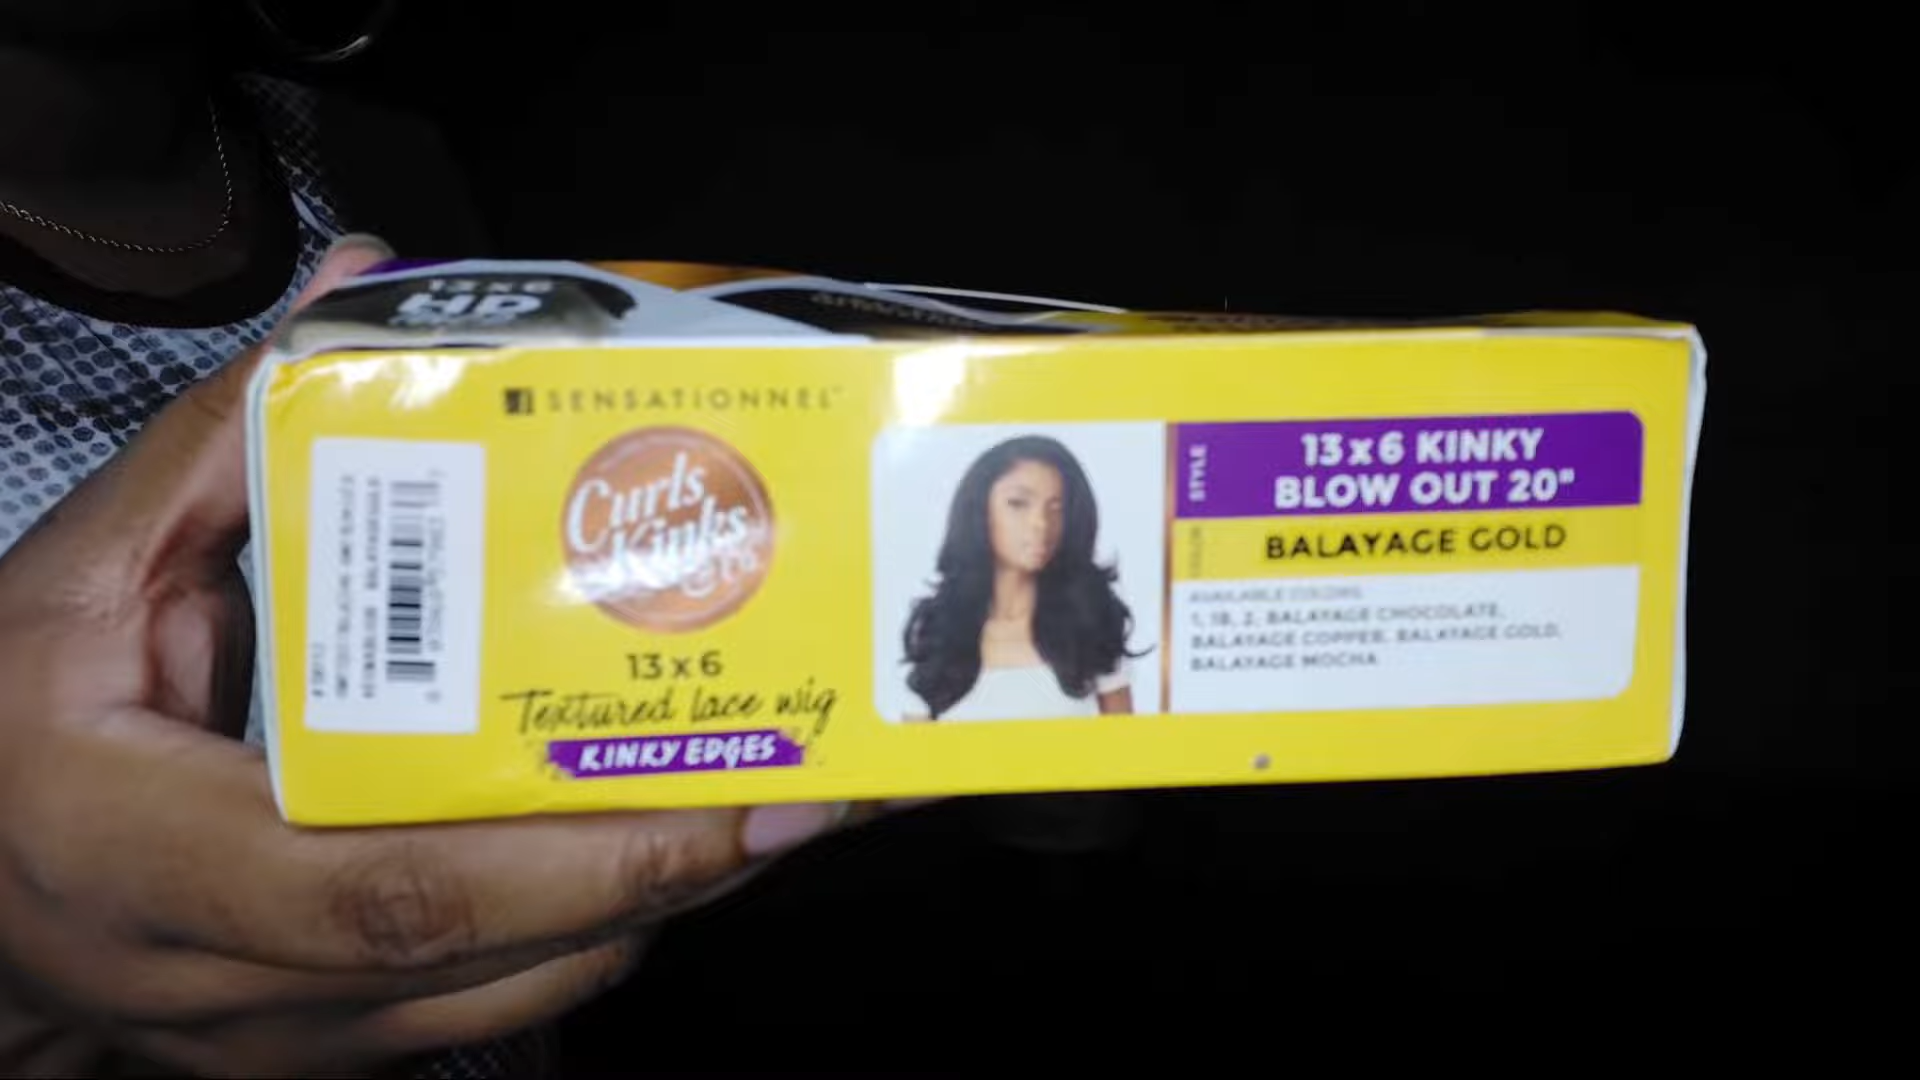 13 x 6
HD
SENSATIONNEL
Curls
Kinks
& Co
13 x 6
Textured lace wig
KINKY EDGES
STYLE
13 x 6 KINKY
BLOW OUT 20"
COLOR
BALAYAGE GOLD
AVAILABLE COLORS
1, 1B, 2, BALAYAGE CHOCOLATE,
BALAYAGE COPPER, BALAYAGE GOLD,
BALAYAGE MOCHA